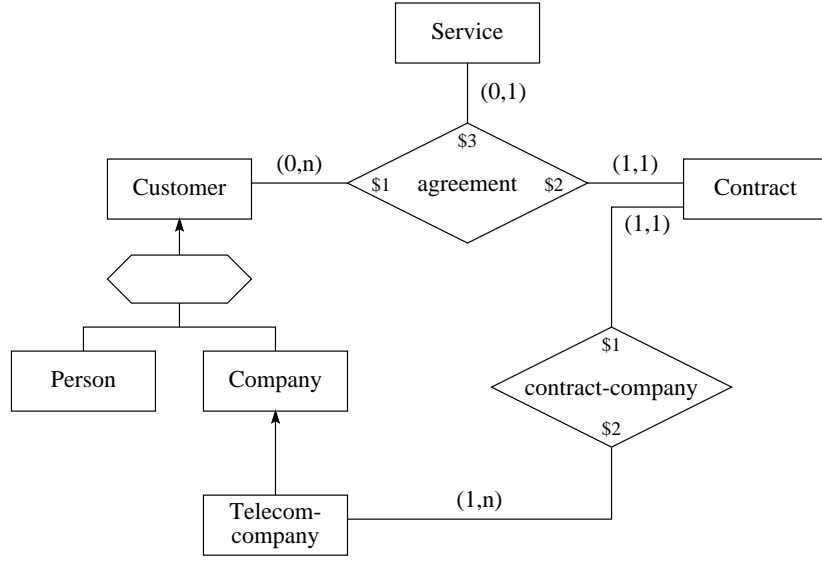 Service
(0,1)
$3
(0,n)
(1,1)
Customer
$1
agreement
$2
Contract
(1,1)
$1
Person
Company
contract-company
$2
(1,n)
Telecom-
company